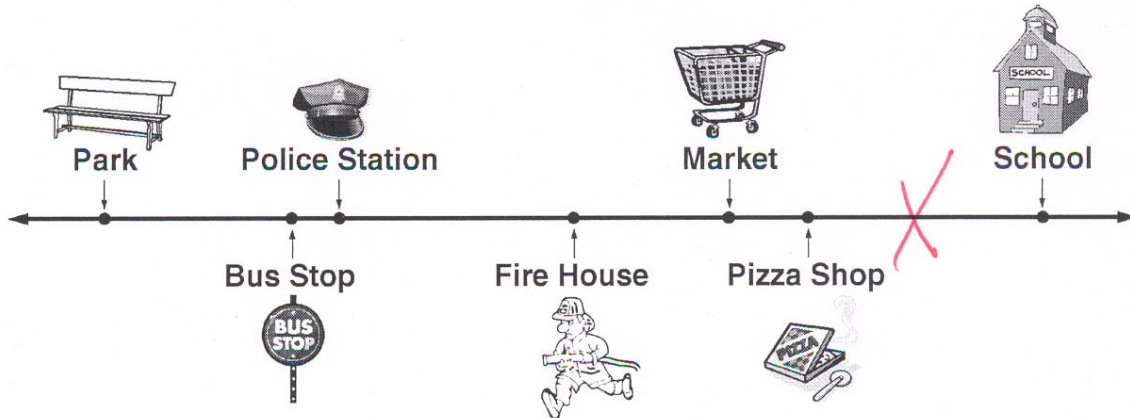 SCHOOL
Park
Police Station
Market
School
Bus Stop
Fire House
Pizza Shop
BUS
STOP
PIZZA